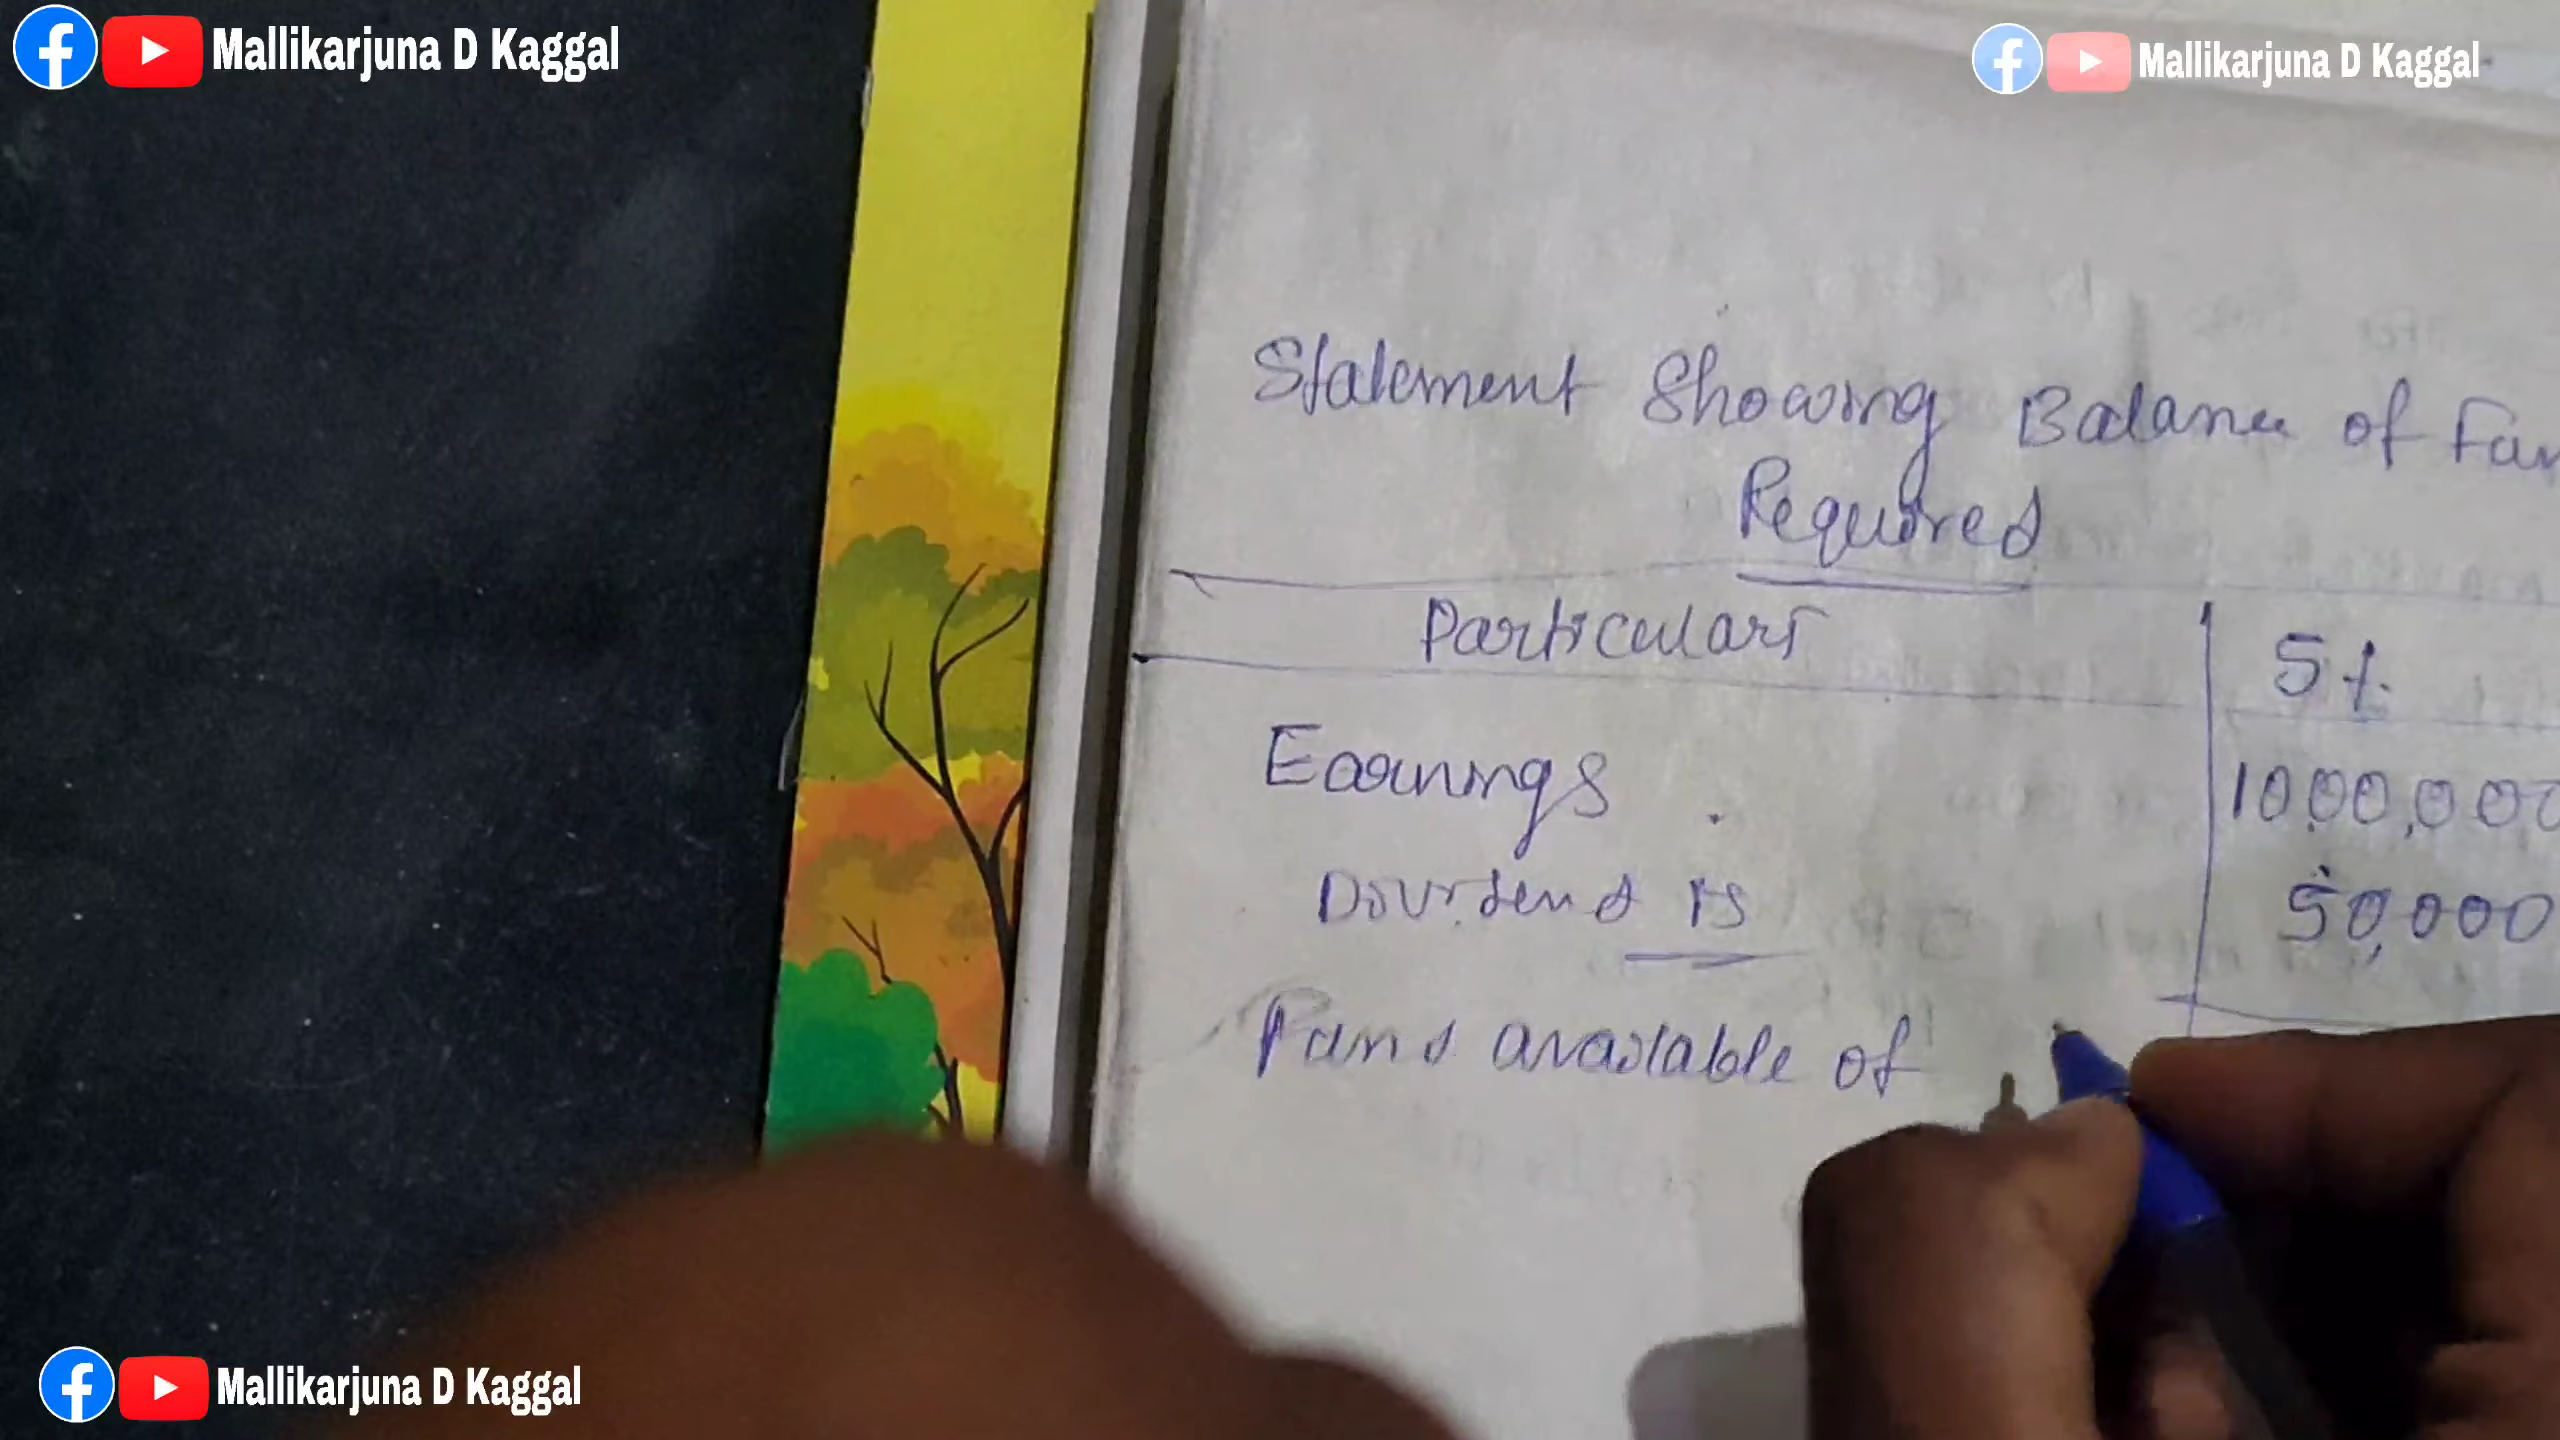 Mallikarjuna D Kaggal
Mallikarjuna D Kaggal
Statement Showing Balance of Fun
Required
Particulars 5%
Earnings 10,00,000
Dividend is 50,000
Fund available of
Mallikarjuna D Kaggal